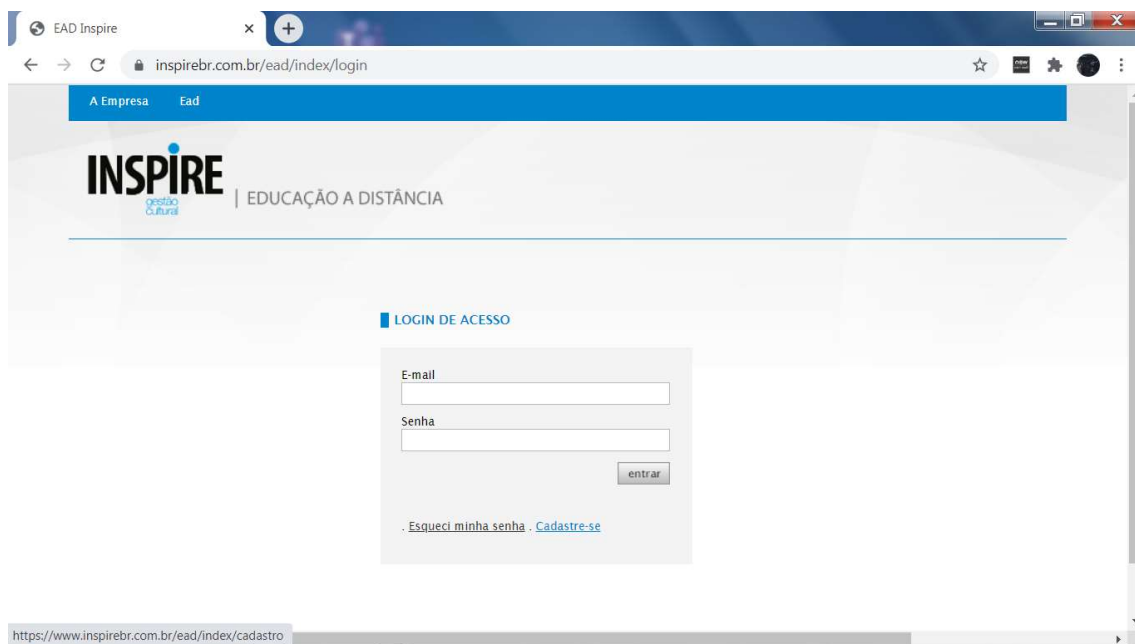 EAD Inspire
inspirebr.com.br/ead/index/login
A Empresa Ead
INSPIRE
gestão
cultural
| EDUCAÇÃO A DISTÂNCIA
LOGIN DE ACESSO
E-mail
Senha
entrar
. Esqueci minha senha . Cadastre-se
https://www.inspirebr.com.br/ead/index/cadastro